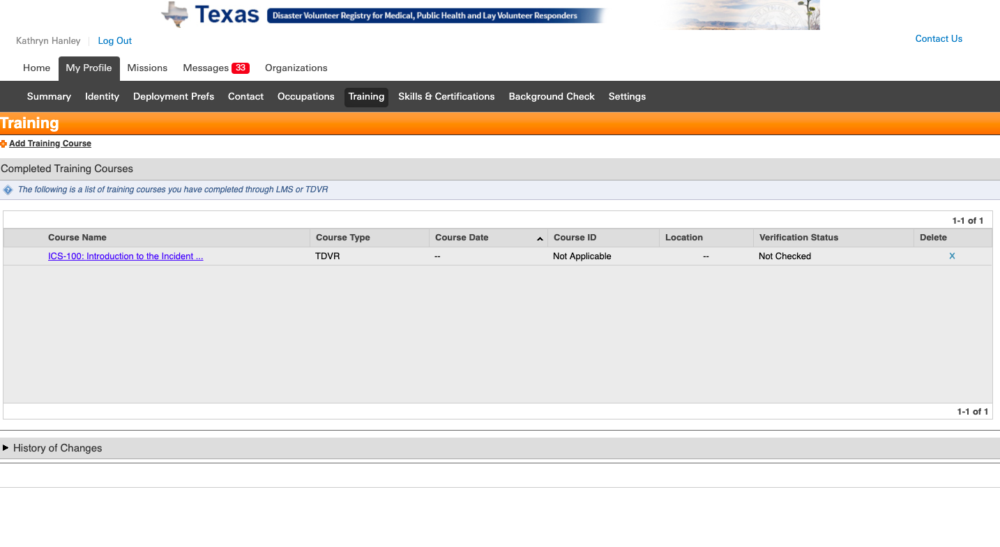 Texas Disaster Volunteer Registry for Medical, Public Health and Lay Volunteer Responders
Kathryn Hanley Log Out Contact Us
Home My Profile Missions Messages 33 Organizations
Summary Identity Deployment Prefs Contact Occupations Training Skills & Certifications Background Check Settings
Training
Add Training Course
Completed Training Courses
? The following is a list of training courses you have completed through LMS or TDVR
1-1 of 1
Course Name Course Type Course Date Course ID Location Verification Status Delete
ICS-100: Introduction to the Incident ... TDVR -- Not Applicable -- Not Checked X
1-1 of 1
History of Changes